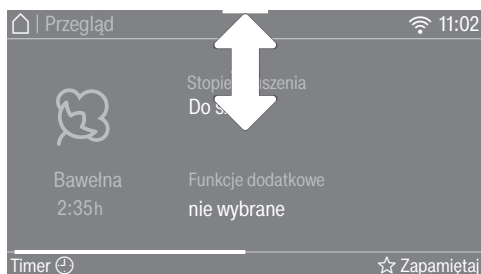 | Przegląd 11:02
Do
Bawełna
Funkcje dodatkowe
2:35h
nie wybrane
Timer
Zapamiętaj